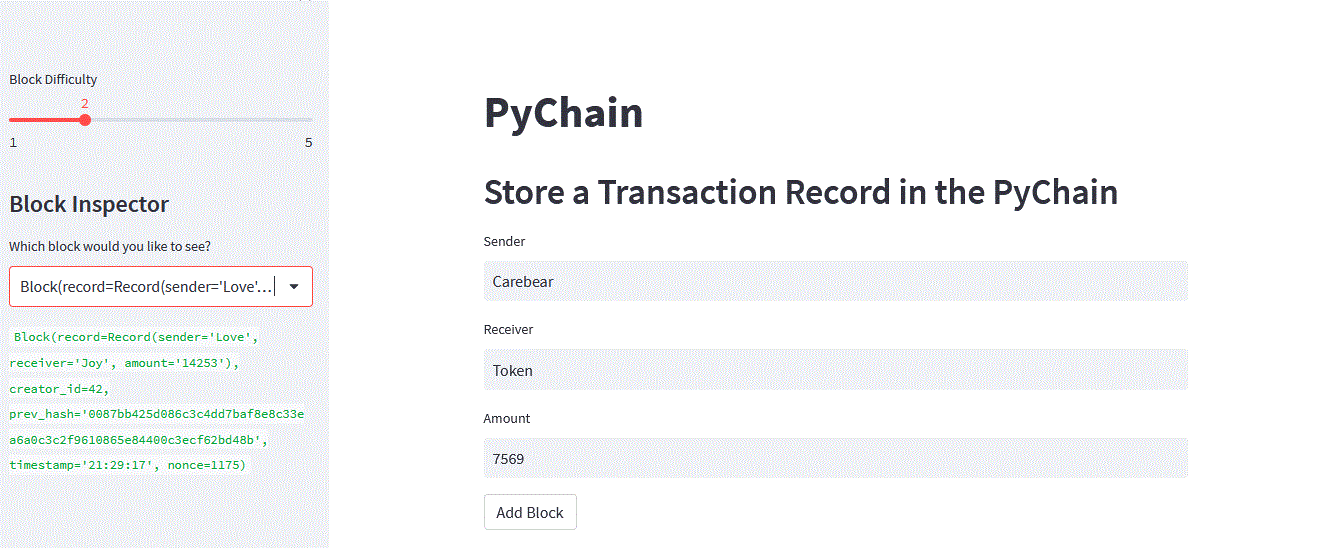 Block Difficulty
2
1
5
Block Inspector
Which block would you like to see?
Block(record=Record(sender='Love'...
Block(record=Record(sender='Love',
receiver='Joy', amount='14253'),
creator_id=42,
prev_hash='0087bb425d086c3c4dd7baf8e8c33e
a6a0c3c2f9610865e84400c3ecf62bd48b',
timestamp='21:29:17', nonce=1175)
PyChain
Store a Transaction Record in the PyChain
Sender
Carebear
Receiver
Token
Amount
7569
Add Block